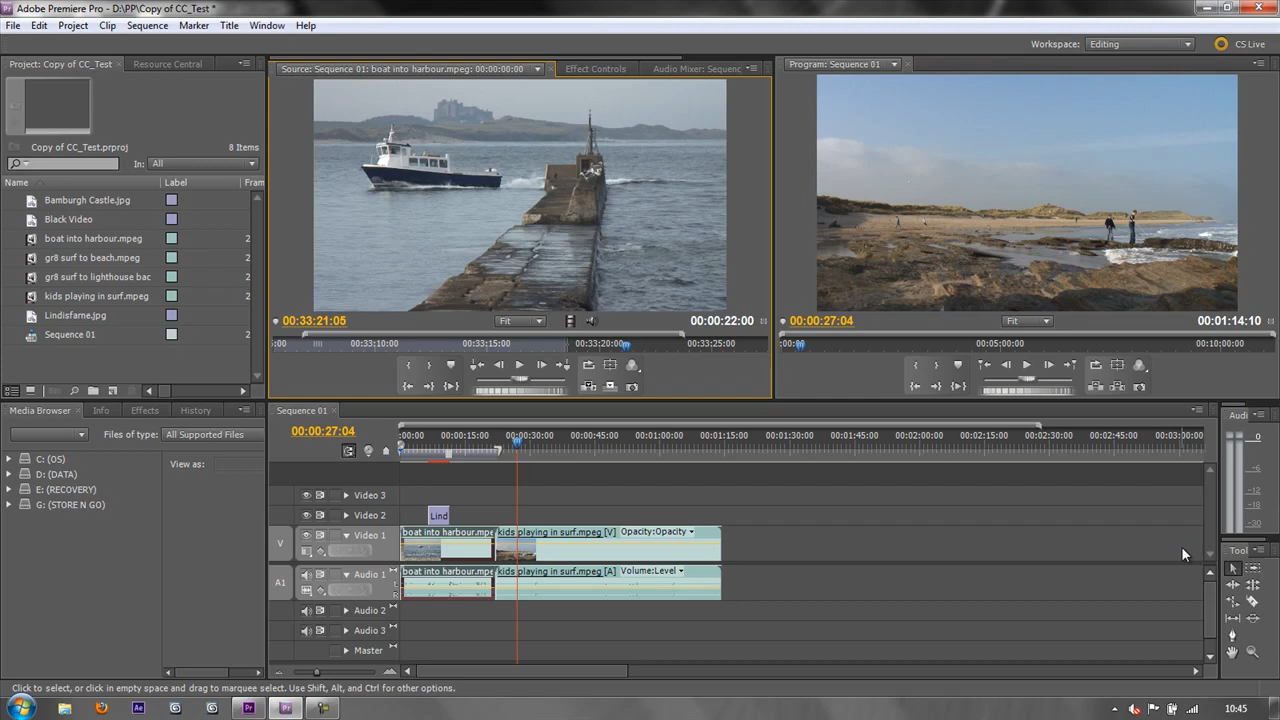 Adobe Premiere Pro - D:\PP\Copy of CC_Test *
File Edit Project Clip Sequence Marker Title Window Help
Workspace: Editing CS Live
Project: Copy of CC_Test Resource Central
Copy of CC_Test.prproj
8 Items
In: All
Name Label Fram
Bamburgh Castle.jpg
Black Video
boat into harbour.mpeg 2
gr8 surf to beach.mpeg 2
gr8 surf to lighthouse bac 2
kids playing in surf.mpeg 2
Lindisfarne.jpg
Sequence 01
Source: Sequence 01: boat into harbour.mpeg: 00:00:00:00 Effect Controls Audio Mixer: Sequenc
00:33:21:05 Fit 00:00:22:00
:00 00:33:10:00 00:33:15:00 00:33:20:00 00:33:25:00
Program: Sequence 01
00:00:27:04 Fit 00:01:14:10
:00:00 00:05:00:00 00:10:00:00
Media Browser Info Effects History
Files of type: All Supported Files
C: (OS)
D: (DATA)
E: (RECOVERY)
G: (STORE N GO)
View as:
Sequence 01
00:00:27:04
:00:00 00:00:15:00 00:00:30:00 00:00:45:00 00:01:00:00 00:01:15:00 00:01:30:00 00:01:45:00 00:02:00:00 00:02:15:00 00:02:30:00 00:02:45:00 00:03:00:00
Video 3
Video 2 Lind
V Video 1 boat into harbour.mpe kids playing in surf.mpeg [V] Opacity:Opacity
A1 Audio 1 boat into harbour.mpe kids playing in surf.mpeg [A] Volume:Level
L
R
Audio 2
Audio 3
Master
Audi
0
-6
-12
-18
-30
Tool
Click to select, or click in empty space and drag to marquee select. Use Shift, Alt, and Ctrl for other options.
Ae Pr Pr
10:45